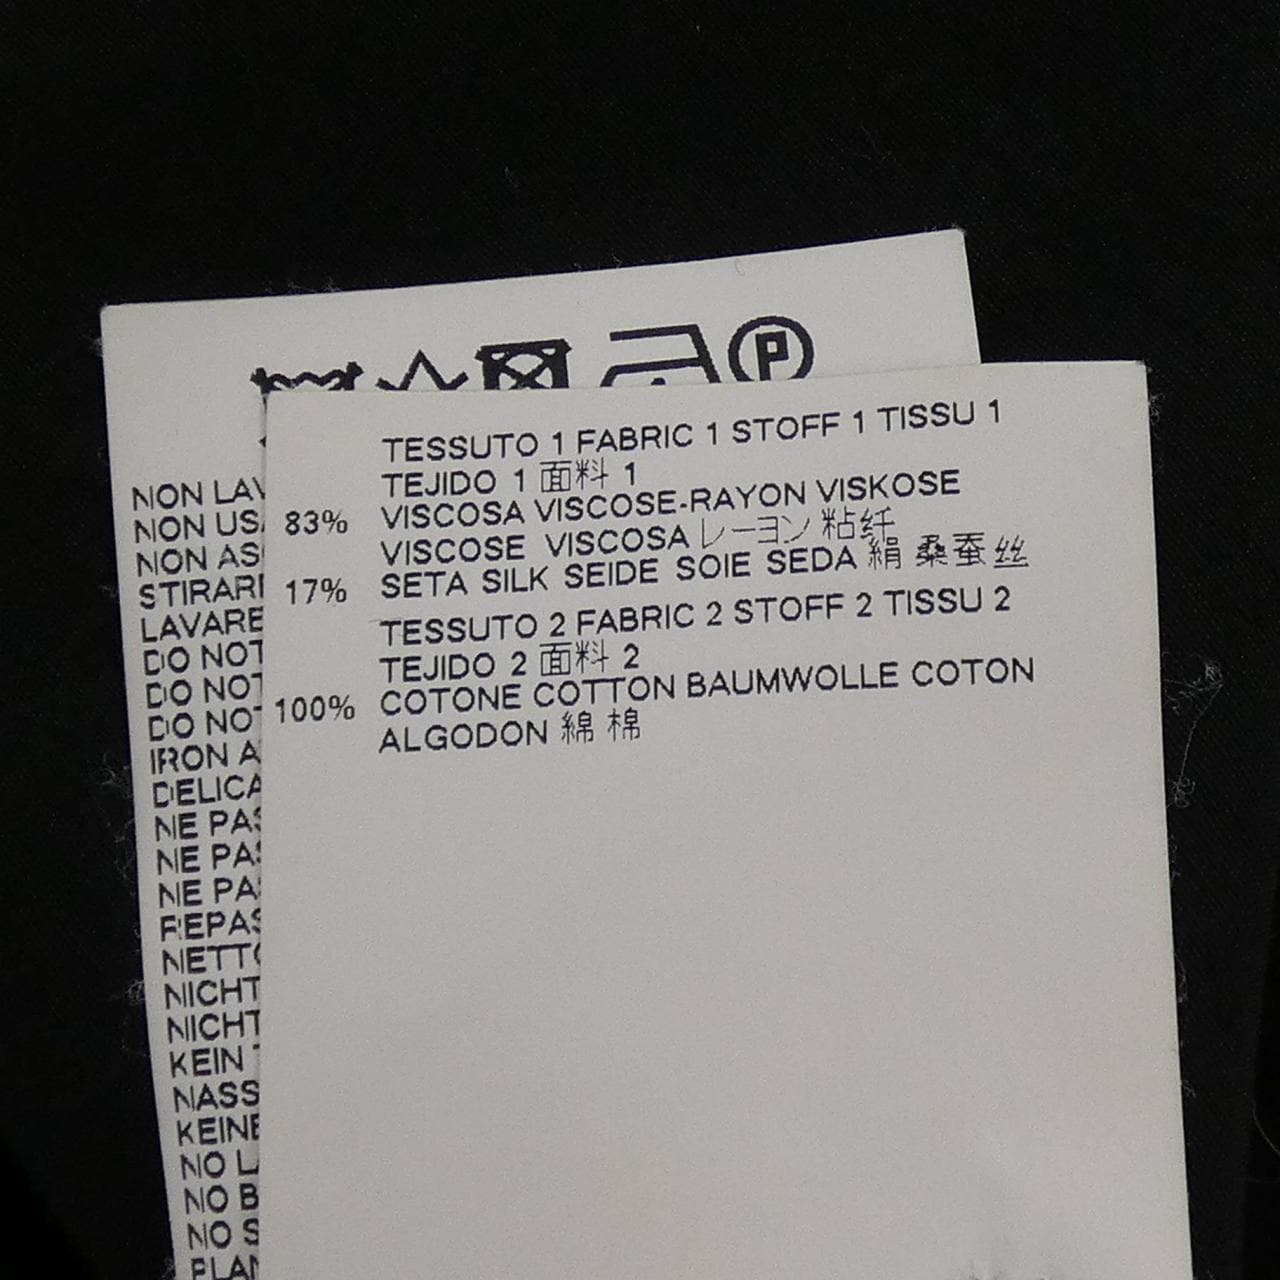 P
TESSUTO 1 FABRIC 1 STOFF 1 TISSU 1
TEJIDO 1 面料 1
83% VISCOSA VISCOSE-RAYON VISKOSE
VISCOSE VISCOSA レーヨン 粘纤
17% SETA SILK SEIDE SOIE SEDA 絹 桑蚕丝
TESSUTO 2 FABRIC 2 STOFF 2 TISSU 2
TEJIDO 2 面料 2
100% COTONE COTTON BAUMWOLLE COTON
ALGODON 綿 棉
NON LAV
NON USA
NON AS
STIRAR
LAVARE
DO NOT
DO NOT
DO NOT
IRON A
DELICA
NE PAS
NE PAS
NE PA
REPAS
NETTO
NICHT
NICHT
KEIN
NASS
KEINE
NO L
NO B
NO S
PLAN